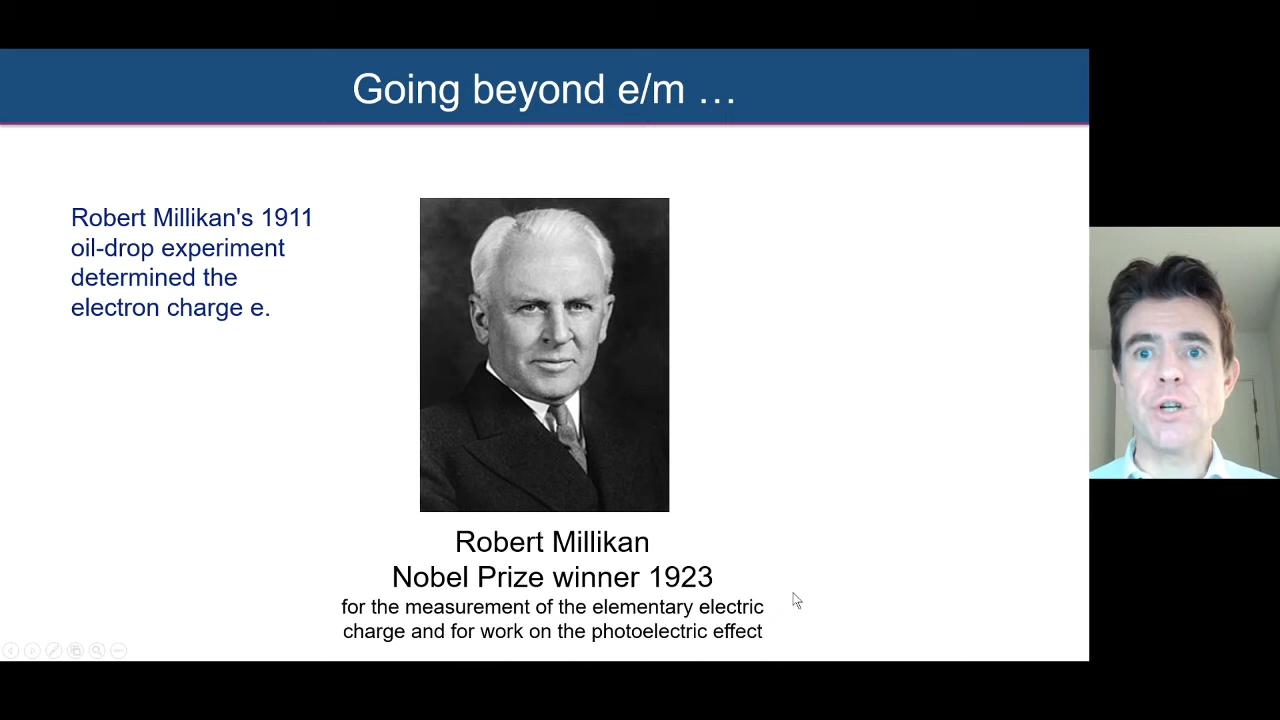 Going beyond e/m …
Robert Millikan's 1911
oil-drop experiment
determined the
electron charge e.
Robert Millikan
Nobel Prize winner 1923
for the measurement of the elementary electric
charge and for work on the photoelectric effect